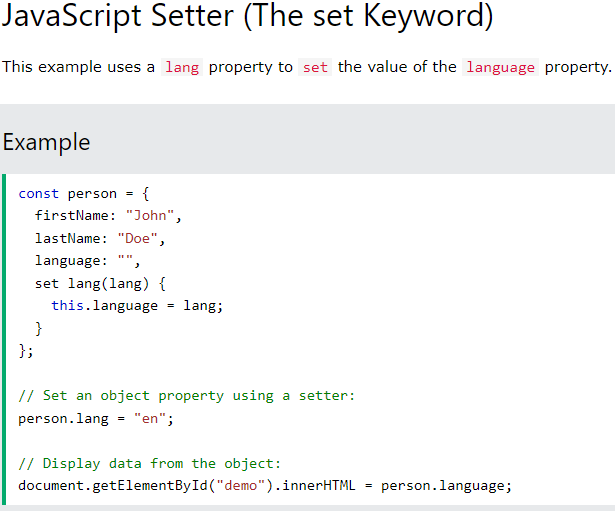 JavaScript Setter (The set Keyword)
This example uses a lang property to set the value of the language property.
Example
const person = {
  firstName: "John",
  lastName: "Doe",
  language: "",
  set lang(lang) {
    this.language = lang;
  }
};
// Set an object property using a setter:
person.lang = "en";
// Display data from the object:
document.getElementById("demo").innerHTML = person.language;